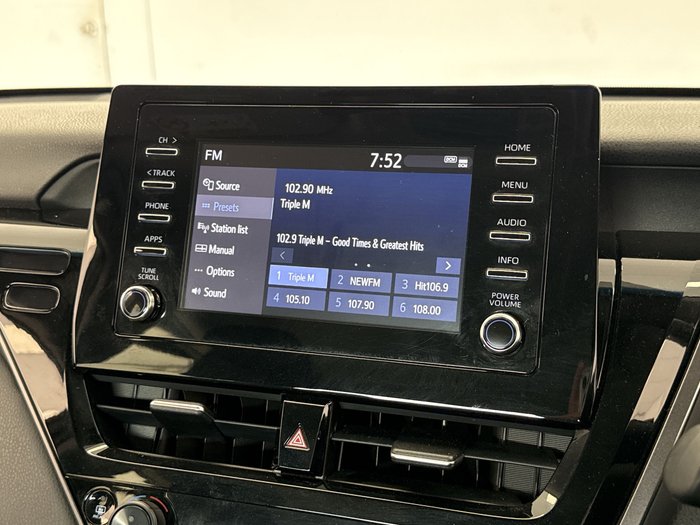 CH >
< TRACK
PHONE
APPS
TUNE
SCROLL
FM
7:52
DCM
DCM
Source
Presets
Station list
Manual
Options
Sound
102.90 MHz
Triple M
102.9 Triple M – Good Times & Greatest Hits
1 Triple M
2 NEWFM
3 Hit106.9
4 105.10
5 107.90
6 108.00
HOME
MENU
AUDIO
INFO
POWER
VOLUME